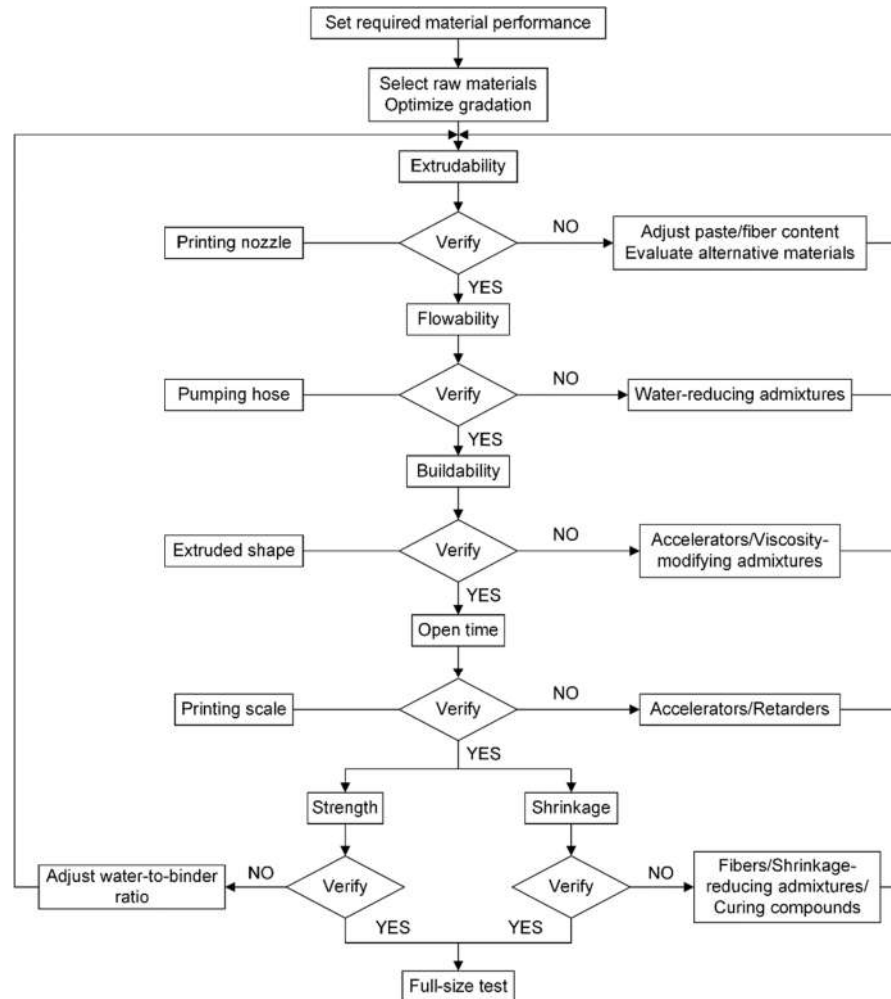 Set required material performance
Select raw materials
Optimize gradation
Extrudability
Printing nozzle
Verify
NO
Adjust paste/fiber content
Evaluate alternative materials
YES
Flowability
Pumping hose
Verify
NO
Water-reducing admixtures
YES
Buildability
Extruded shape
Verify
NO
Accelerators/Viscosity-
modifying admixtures
YES
Open time
Printing scale
Verify
NO
Accelerators/Retarders
YES
Strength
Shrinkage
Adjust water-to-binder
ratio
NO
Verify
Verify
NO
Fibers/Shrinkage-
reducing admixtures/
Curing compounds
YES
YES
Full-size test